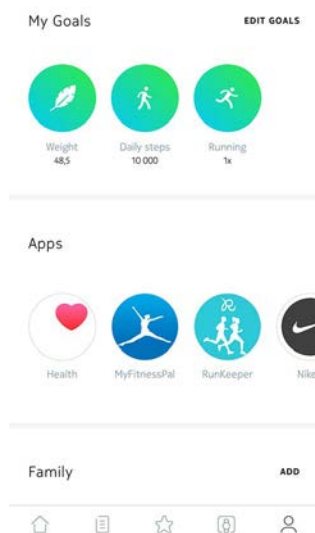 My Goals
EDIT GOALS
Weight
48,5
Daily steps
10 000
Running
1x
Apps
Health
MyFitnessPal
RunKeeper
Nike
Family
ADD